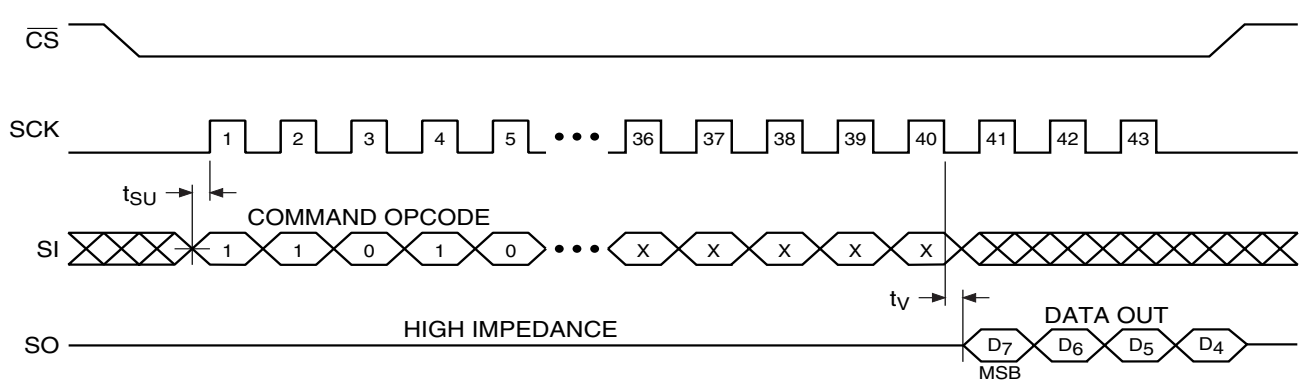 CS
SCK 1 2 3 4 5 ••• 36 37 38 39 40 41 42 43
tSU
COMMAND OPCODE
SI 1 1 0 1 0 ••• X X X X X
tV
HIGH IMPEDANCE
DATA OUT
SO D7 D6 D5 D4
MSB